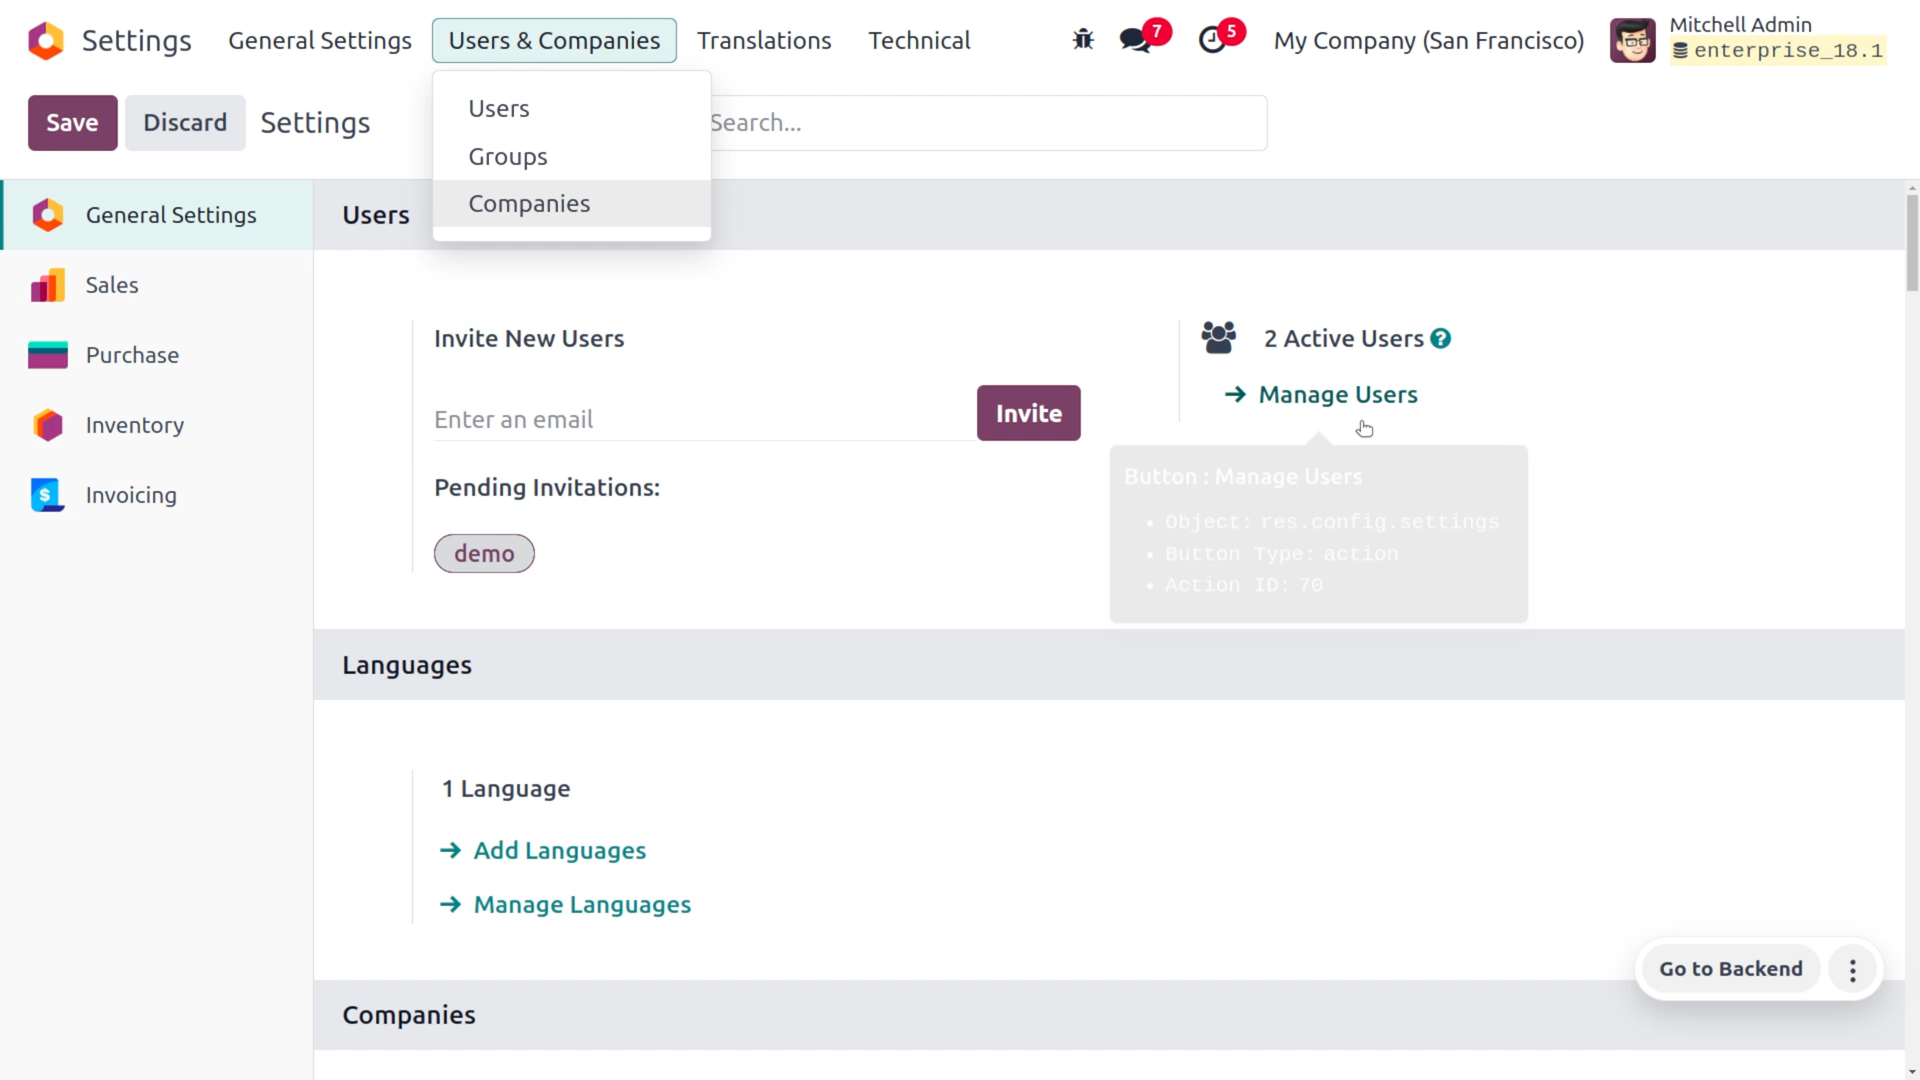 Settings
General Settings
Users & Companies
Translations
Technical
7
5
My Company (San Francisco)
Mitchell Admin
enterprise_18.1
Save
Discard
Settings
Search...
Users
Groups
Companies
General Settings
Sales
Purchase
Inventory
$ Invoicing
Users
Invite New Users
Enter an email
Invite
Pending Invitations:
demo
2 Active Users ?
→ Manage Users
Button : Manage Users
• Object: res.config.settings
• Button Type: action
• Action ID: 70
Languages
1 Language
→ Add Languages
→ Manage Languages
Go to Backend
Companies